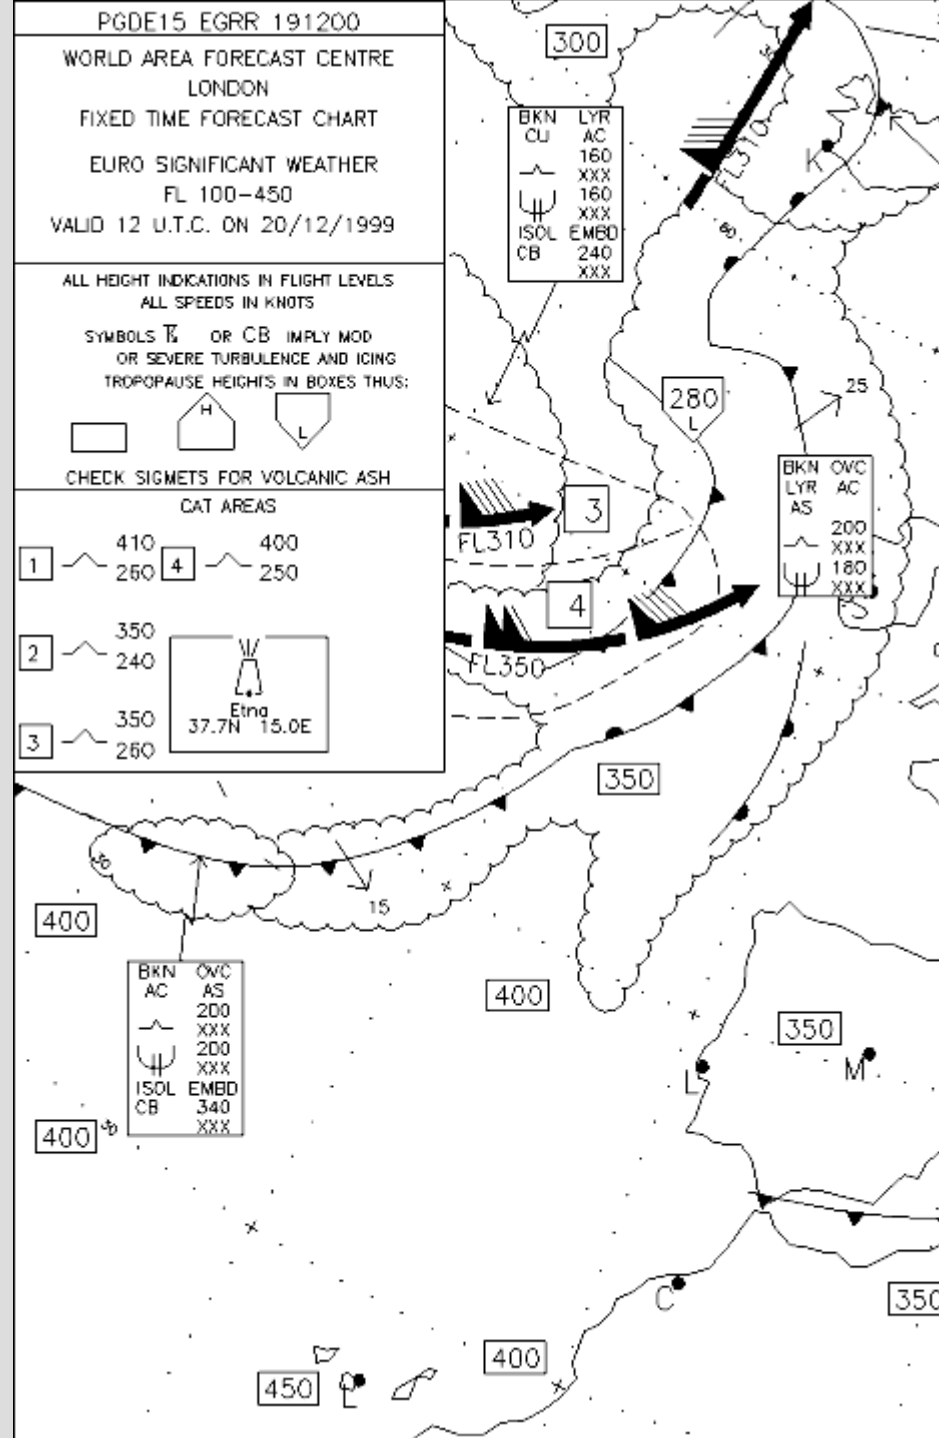 PGDE15 EGRR 191200
WORLD AREA FORECAST CENTRE
LONDON
FIXED TIME FORECAST CHART
EURO SIGNIFICANT WEATHER
FL 100-450
VALID 12 U.T.C. ON 20/12/1999
ALL HEIGHT INDICATIONS IN FLIGHT LEVELS
ALL SPEEDS IN KNOTS
SYMBOLS OR CB IMPLY MOD
OR SEVERE TURBULENCE AND ICING
TROPOPAUSE HEIGHTS IN BOXES THUS:
H
L
CHECK SIGMETS FOR VOLCANIC ASH
CAT AREAS
1 410 4 400
260 250
2 350
240
3 350
260
Etna
37.7N 15.0E
300
BKN LYR
CU AC
160
XXX
160
XXX
ISOL EMBD
CB 240
XXX
FL310
K
280
L
25
BKN OVC
LYR AC
AS
200
XXX
180
XXX
3
FL310
4
FL350
350
15
400
400
BKN OVC
AC AS
200
XXX
200
XXX
ISOL EMBD
CB 340
XXX
350
L
M
400
C
350
400
450
L